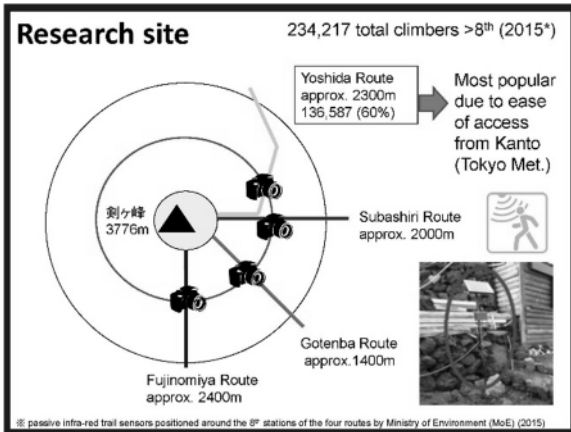 Research site
234,217 total climbers >8th (2015*)
Yoshida Route
approx. 2300m
136,587 (60%)
Most popular
due to ease
of access
from Kanto
(Tokyo Met.)
剣ヶ峰
3776m
Subashiri Route
approx. 2000m
Gotenba Route
approx.1400m
Fujinomiya Route
approx. 2400m
※ passive infra-red trail sensors positioned around the 8th stations of the four routes by Ministry of Environment (MoE) (2015)